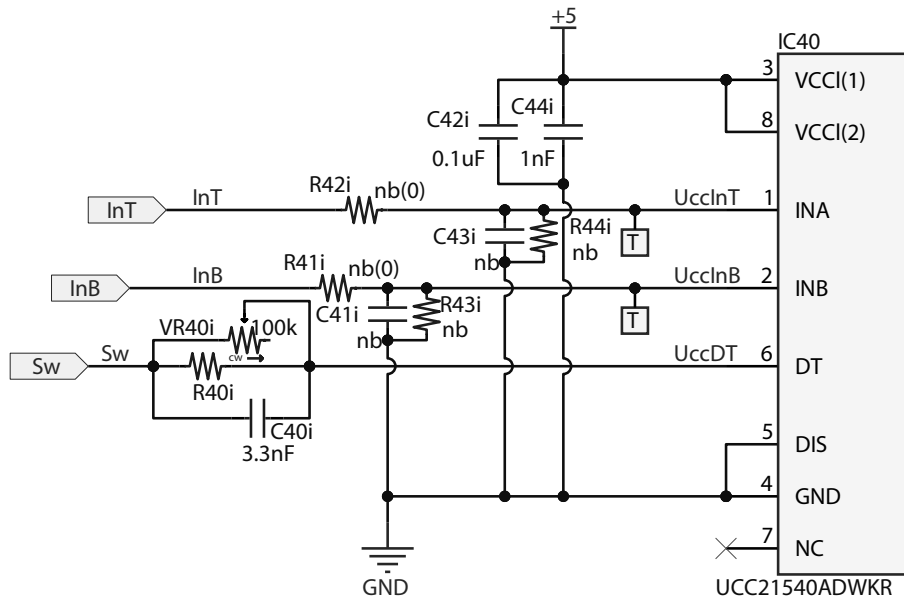 +5
IC40
3
VCCI(1)
C42i
C44i
8
VCCI(2)
0.1uF
1nF
InT
InT
R42i
nb(0)
UccInT
1
INA
C43i
R44i
nb
nb
T
InB
InB
R41i
nb(0)
UccInB
2
INB
C41i
R43i
nb
nb
T
VR40i
100k
cw
Sw
Sw
UccDT
6
DT
R40i
C40i
3.3nF
5
DIS
4
GND
7
NC
GND
UCC21540ADWKR